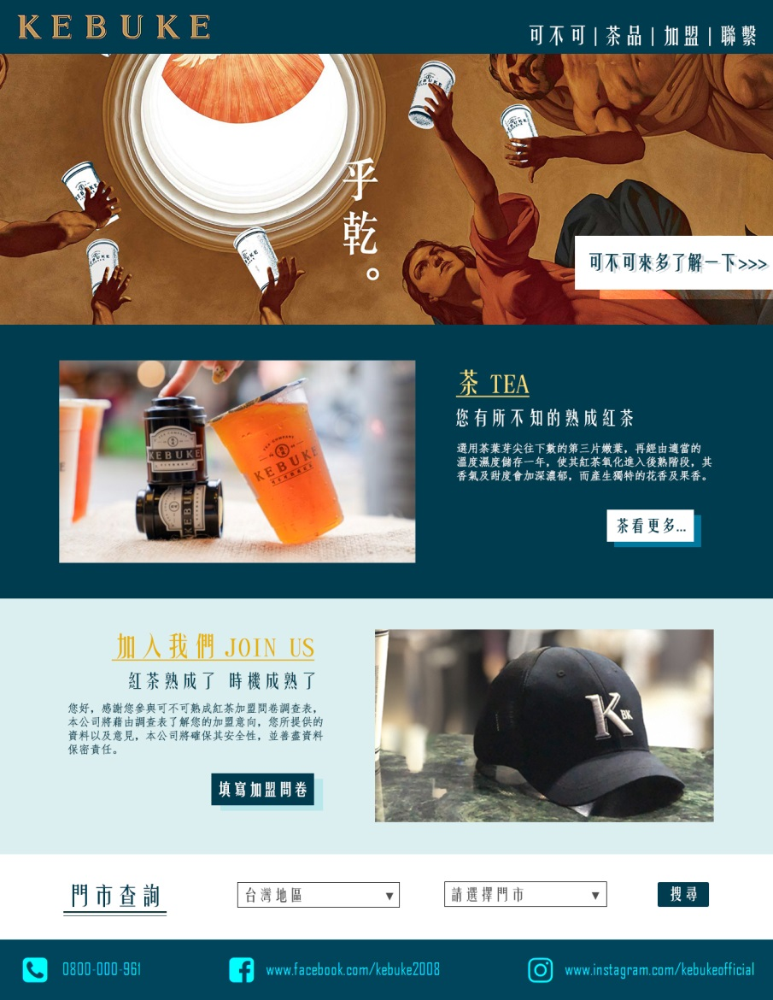 KEBUKE
可不可 | 茶品 | 加盟 | 聯繫
乎乾。
可不可來多了解一下>>>
茶 TEA
您有所不知的熟成紅茶
選用茶葉芽尖往下數的第三片嫩葉，再經由適當的
溫度濕度儲存一年，使其紅茶氧化進入後熟階段，其
香氣及甜度會加深濃郁，而產生獨特的花香及果香。
茶看更多...
KEBUKE
KEBUKE
KEBUKE
加入我們 JOIN US
紅茶熟成了 時機成熟了
您好，感謝您參與可不可熟成紅茶加盟問卷調查表，
本公司將藉由調查表了解您的加盟意向，您所提供的
資料以及意見，本公司將確保其安全性，並善盡資料
保密責任。
填寫加盟問卷
K BK
門市查詢
台灣地區 ▼
請選擇門市 ▼
搜尋
0800-000-961
www.facebook.com/kebuke2008
www.instagram.com/kebukeofficial